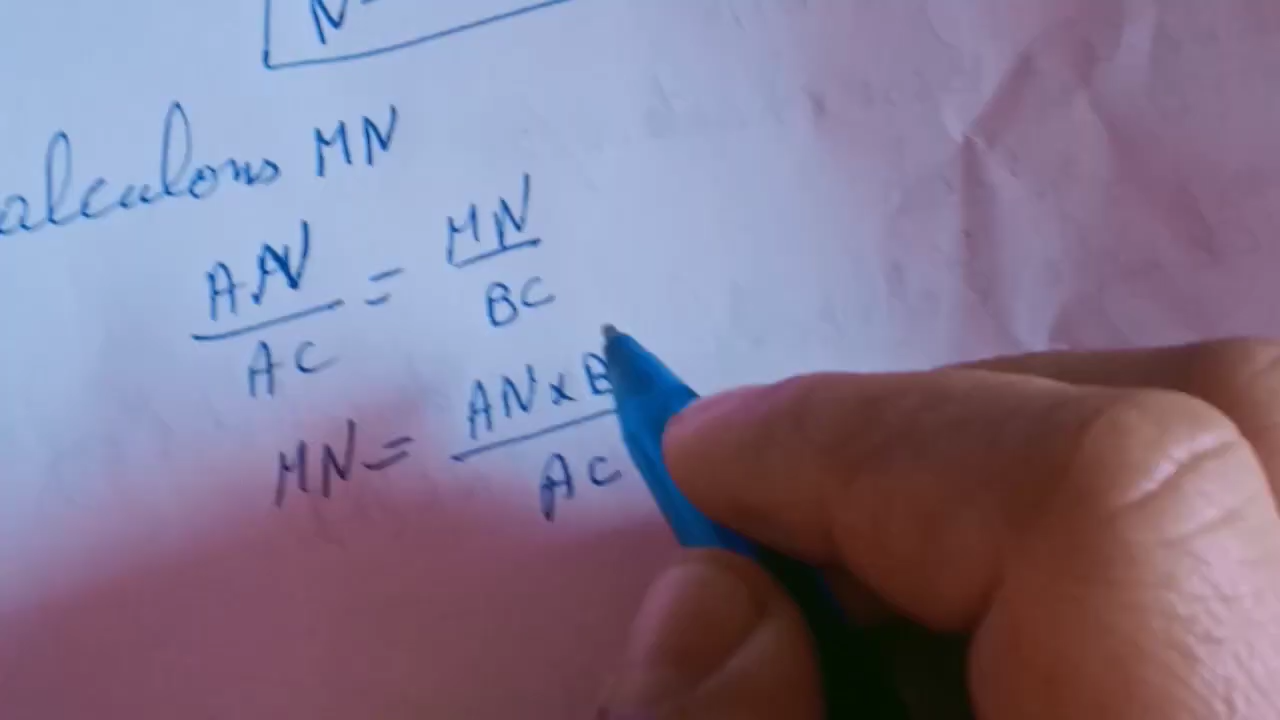 N
alculons MN
AN/AC = MN/BC
MN = AN x B/AC